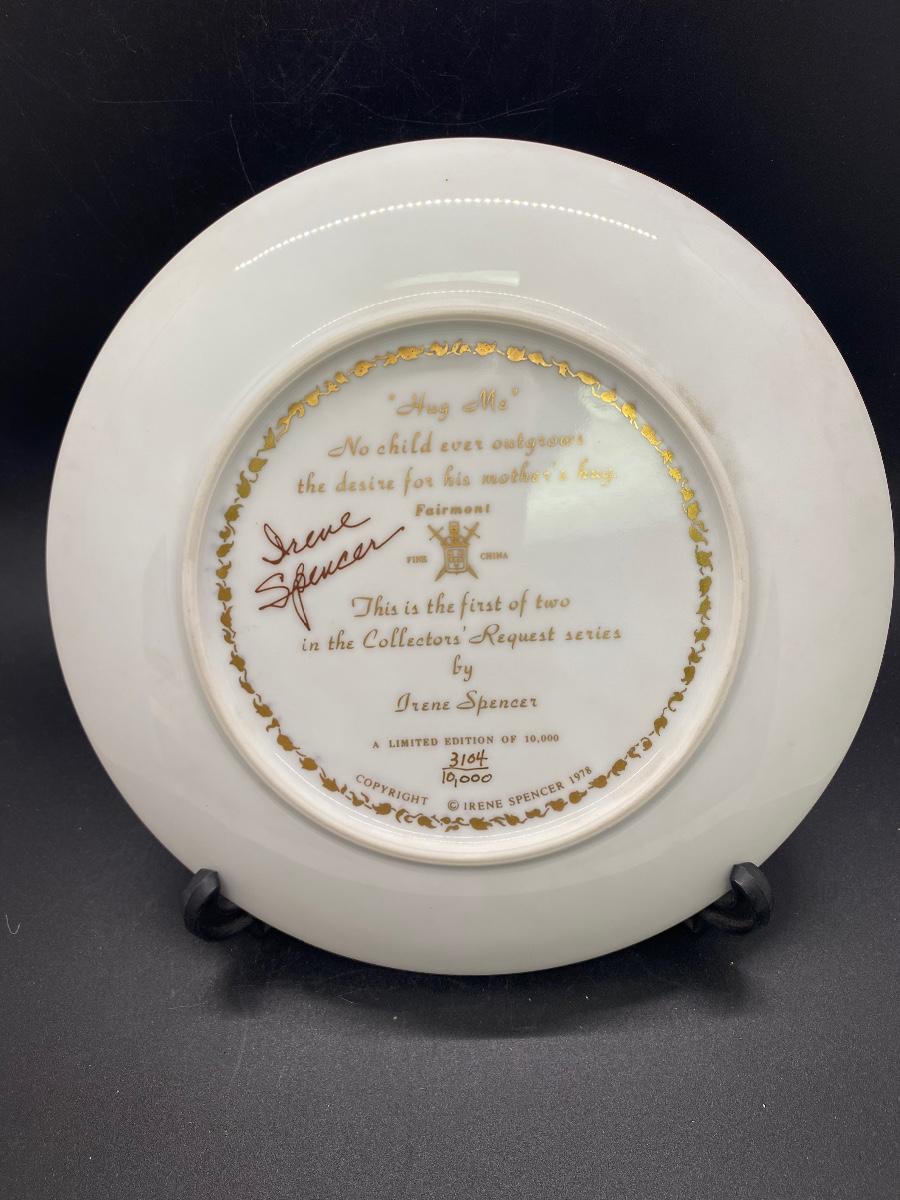 "Hug Me"
No child ever outgrows
the desire for his mother's hug.
Fairmont
FINE CHINA
Irene
Spencer
This is the first of two
in the Collectors' Request series
by
Irene Spencer
A LIMITED EDITION OF 10,000
3104
10,000
COPYRIGHT © IRENE SPENCER 1978